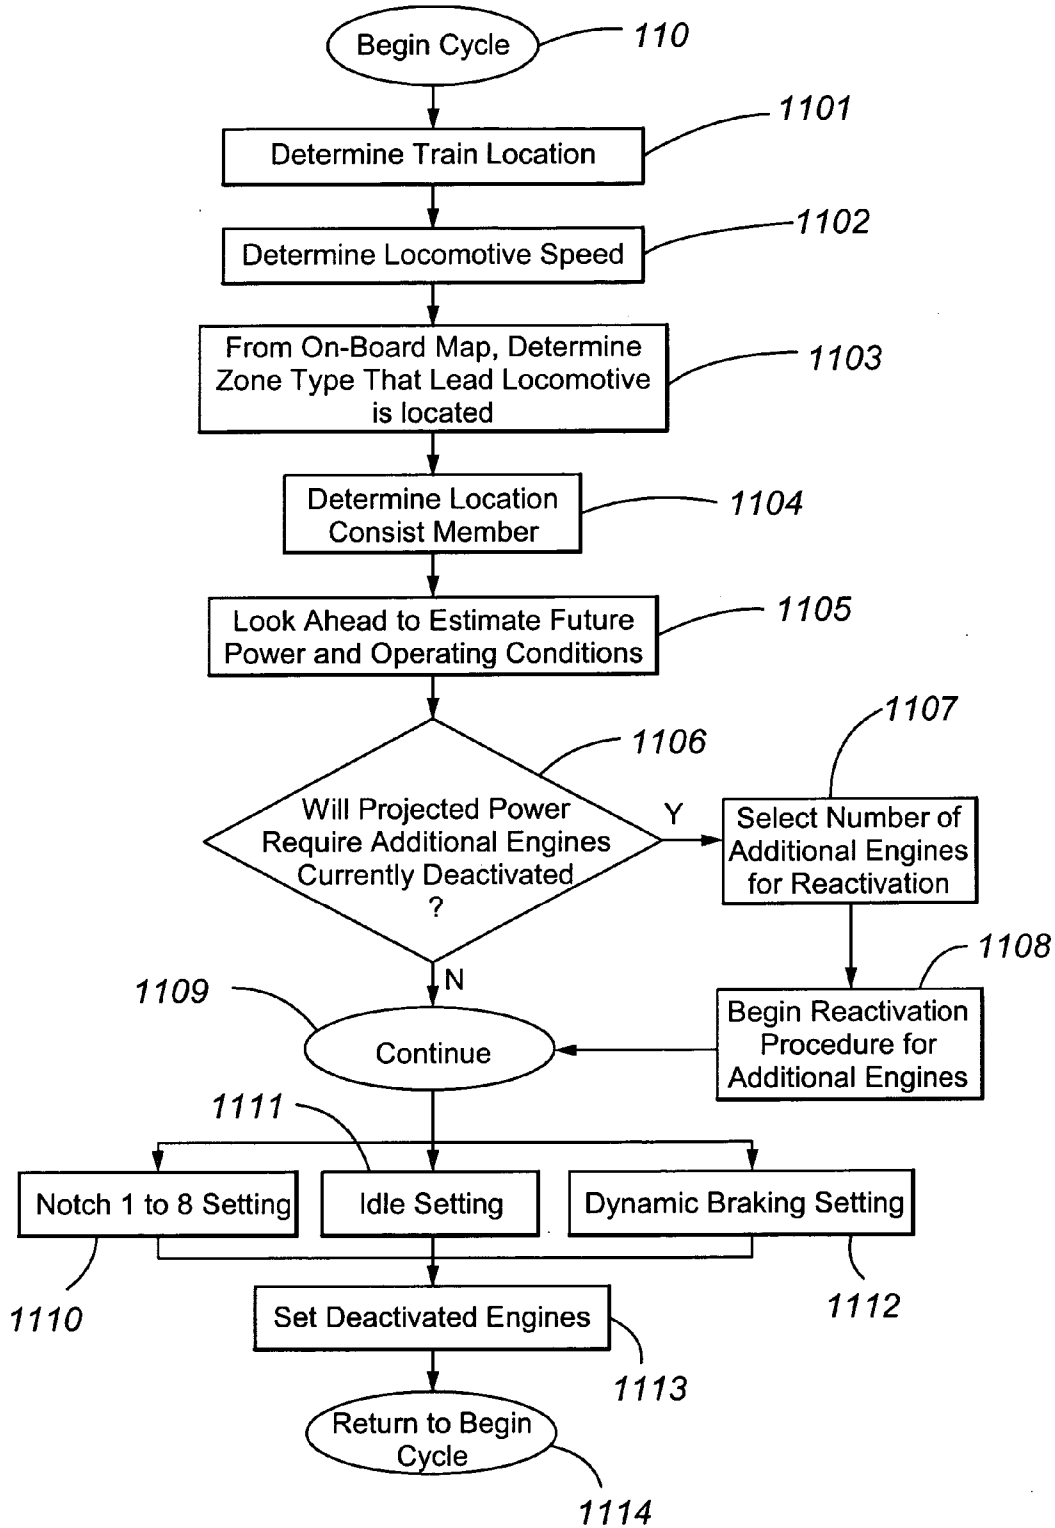 Begin Cycle
110
1101
Determine Train Location
1102
Determine Locomotive Speed
From On-Board Map, Determine
Zone Type That Lead Locomotive
is located
1103
Determine Location
Consist Member
1104
Look Ahead to Estimate Future
Power and Operating Conditions
1105
1106
Will Projected Power
Require Additional Engines
Currently Deactivated
?
Y
1107
Select Number of
Additional Engines
for Reactivation
1108
Begin Reactivation
Procedure for
Additional Engines
N
1109
Continue
1111
Notch 1 to 8 Setting
Idle Setting
Dynamic Braking Setting
1110
1112
Set Deactivated Engines
1113
Return to Begin
Cycle
1114